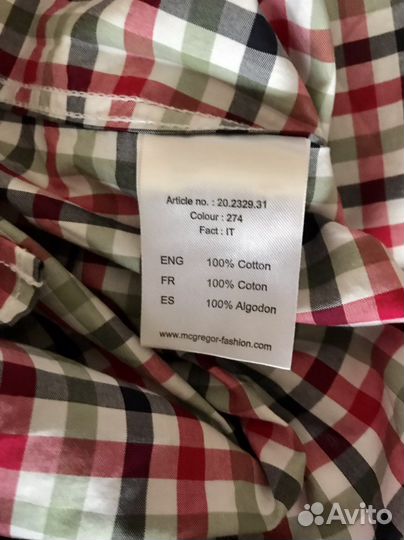 Article no. : 20.2329.31
Colour : 274
Fact : IT
ENG 100% Cotton
FR 100% Coton
ES 100% Algodon
www.mcgregor-fashion.com
Avito